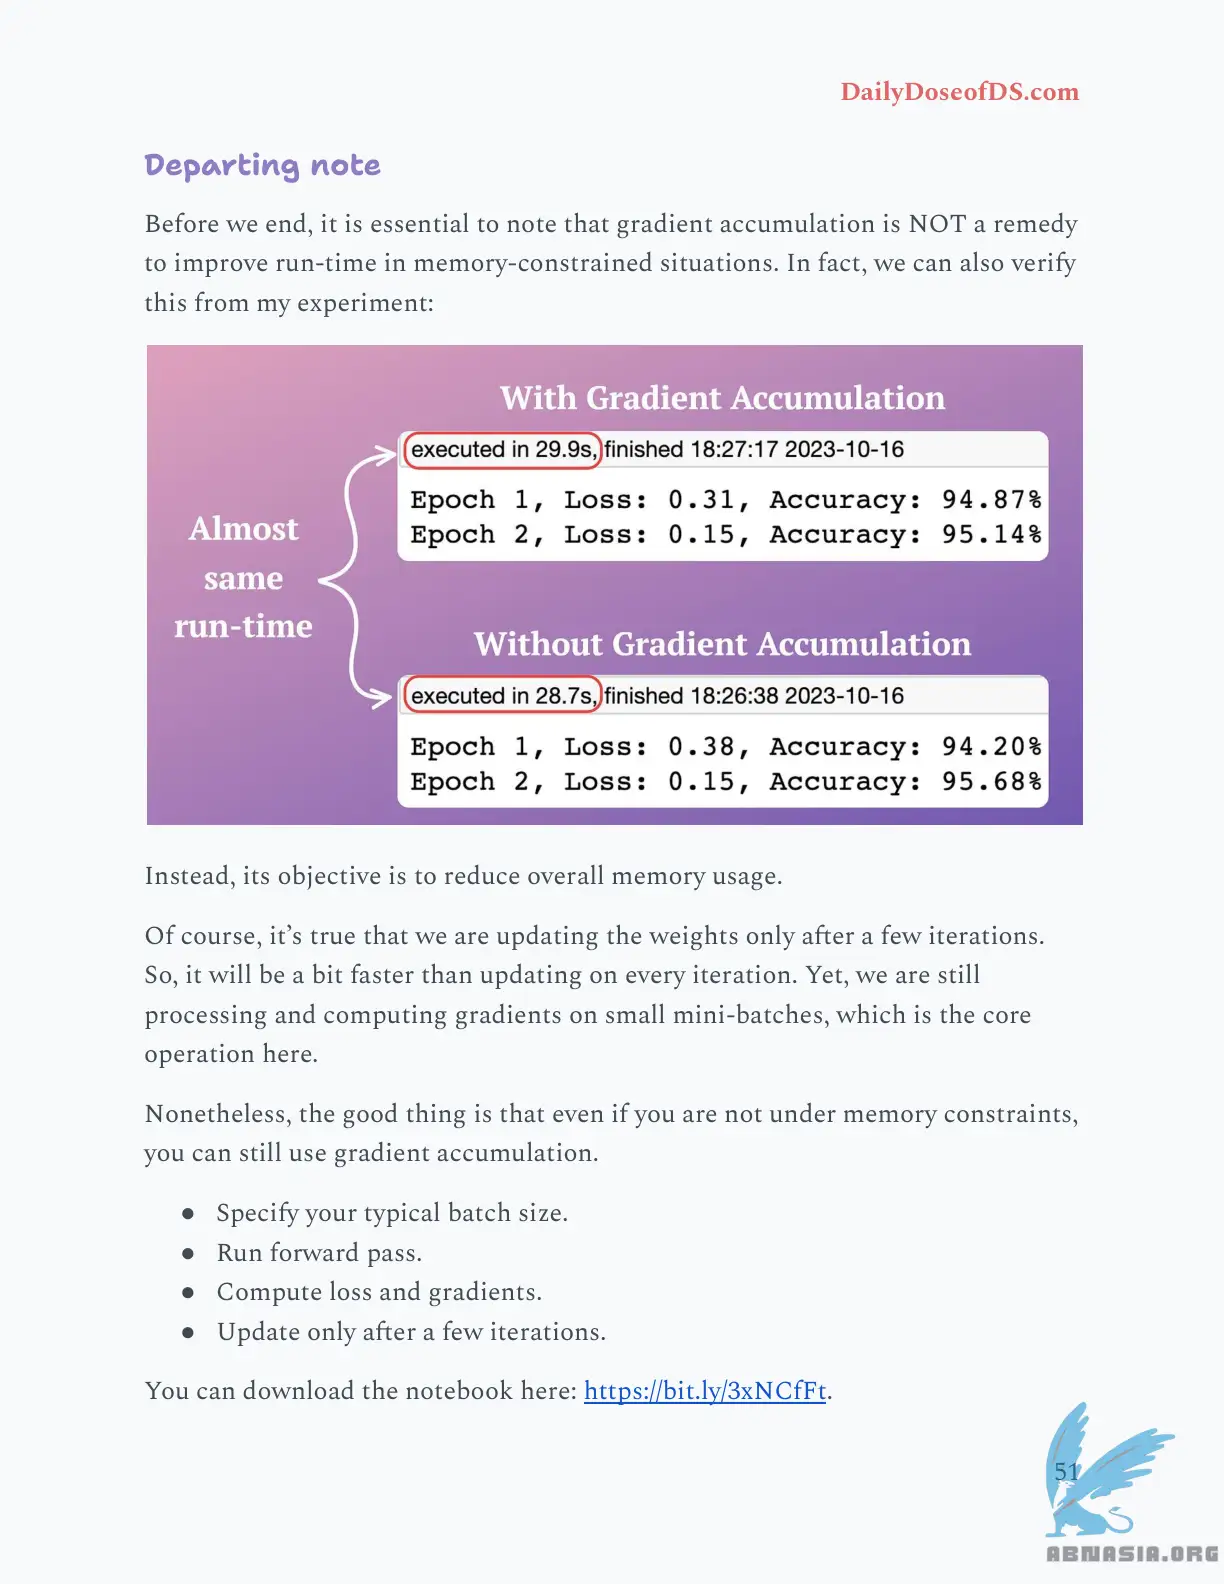 DailyDoseofDS.com
Departing note
Before we end, it is essential to note that gradient accumulation is NOT a remedy
to improve run-time in memory-constrained situations. In fact, we can also verify
this from my experiment:
With Gradient Accumulation
executed in 29.9s, finished 18:27:17 2023-10-16
Epoch 1, Loss: 0.31, Accuracy: 94.87%
Epoch 2, Loss: 0.15, Accuracy: 95.14%
Almost
same
run-time
Without Gradient Accumulation
executed in 28.7s, finished 18:26:38 2023-10-16
Epoch 1, Loss: 0.38, Accuracy: 94.20%
Epoch 2, Loss: 0.15, Accuracy: 95.68%
Instead, its objective is to reduce overall memory usage.
Of course, it’s true that we are updating the weights only after a few iterations.
So, it will be a bit faster than updating on every iteration. Yet, we are still
processing and computing gradients on small mini-batches, which is the core
operation here.
Nonetheless, the good thing is that even if you are not under memory constraints,
you can still use gradient accumulation.
● Specify your typical batch size.
● Run forward pass.
● Compute loss and gradients.
● Update only after a few iterations.
You can download the notebook here: https://bit.ly/3xNCfFt.
51
ABNASIA.ORG